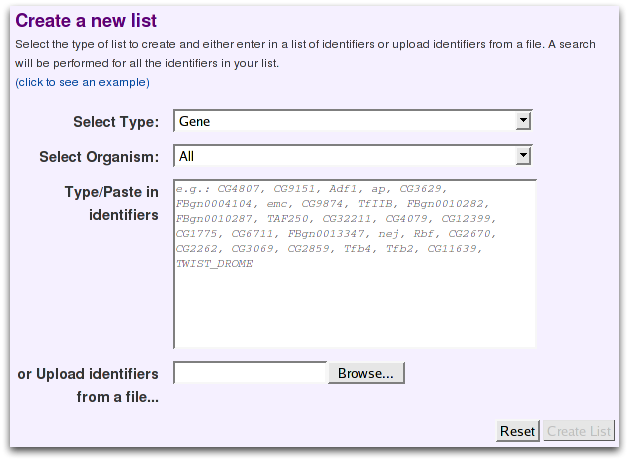 Create a new list
Select the type of list to create and either enter in a list of identifiers or upload identifiers from a file. A search
will be performed for all the identifiers in your list.
(click to see an example)
Select Type: Gene
Select Organism: All
Type/Paste in
identifiers
e.g.: CG4807, CG9151, Adf1, ap, CG3629,
FBgn0004104, emc, CG9874, TfIIB, FBgn0010282,
FBgn0010287, TAF250, CG32211, CG4079, CG12399,
CG1775, CG6711, FBgn0013347, nej, Rbf, CG2670,
CG2262, CG3069, CG2859, Tfb4, Tfb2, CG11639,
TWIST_DROME
or Upload identifiers
from a file...
Browse...
Reset Create List